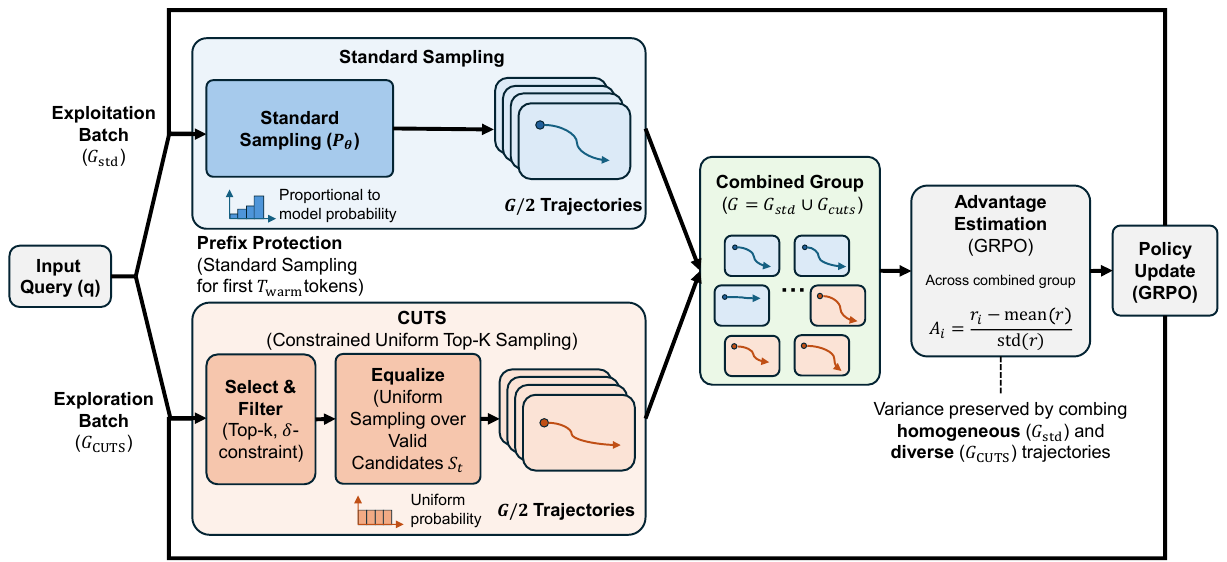 Input
Query (q)
Exploitation
Batch
(G_std)
Exploration
Batch
(G_CUTS)
Standard Sampling
Standard
Sampling (P_θ)
Proportional to
model probability
G/2 Trajectories
Prefix Protection
(Standard Sampling
for first T_warm tokens)
CUTS
(Constrained Uniform Top-K Sampling)
Select &
Filter
(Top-k, δ-
constraint)
Equalize
(Uniform
Sampling over
Valid
Candidates S_t
Uniform
probability
G/2 Trajectories
Combined Group
(G = G_std ∪ G_cuts)
...
Advantage
Estimation
(GRPO)
Across combined group
A_i = (r_i − mean(r)) / std(r)
Variance preserved by combing
homogeneous (G_std) and
diverse (G_CUTS) trajectories
Policy
Update
(GRPO)